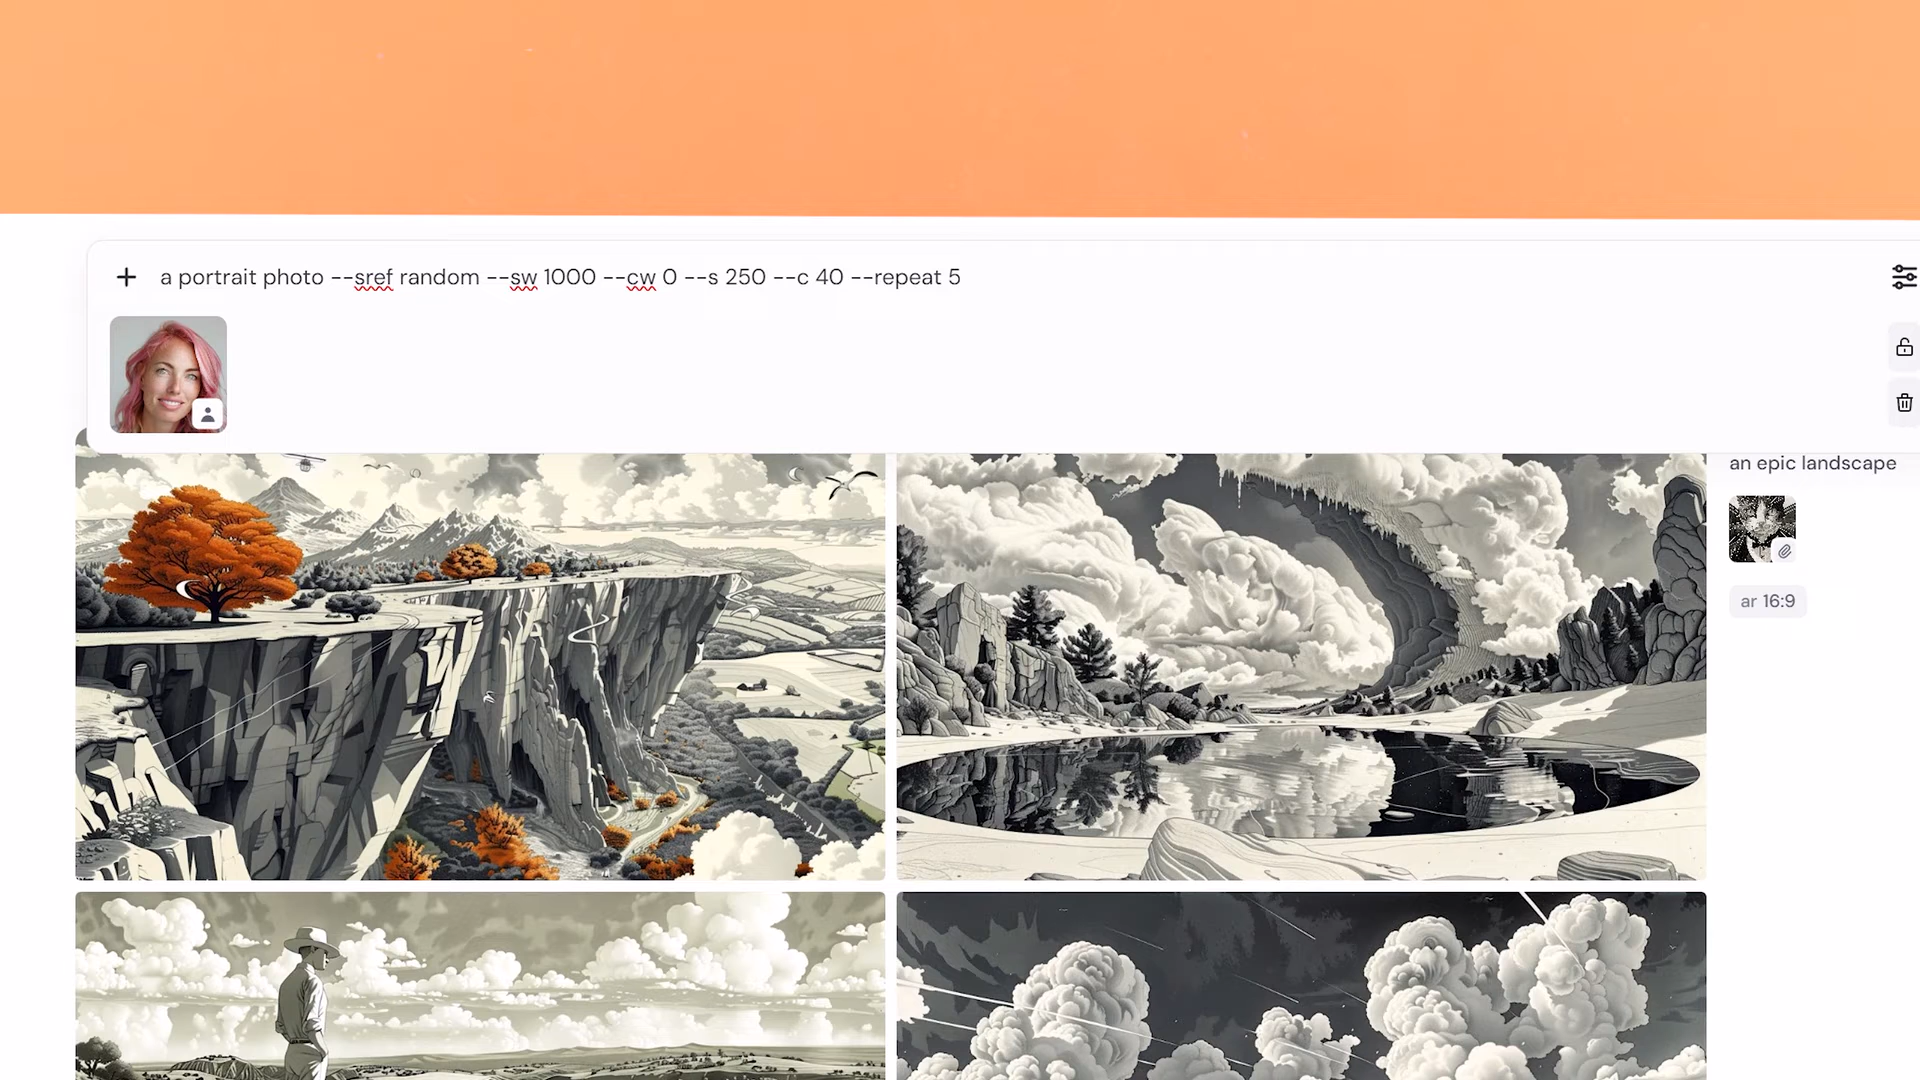 a portrait photo --sref random --sw 1000 --cw 0 --s 250 --c 40 --repeat 5
an epic landscape
ar 16:9